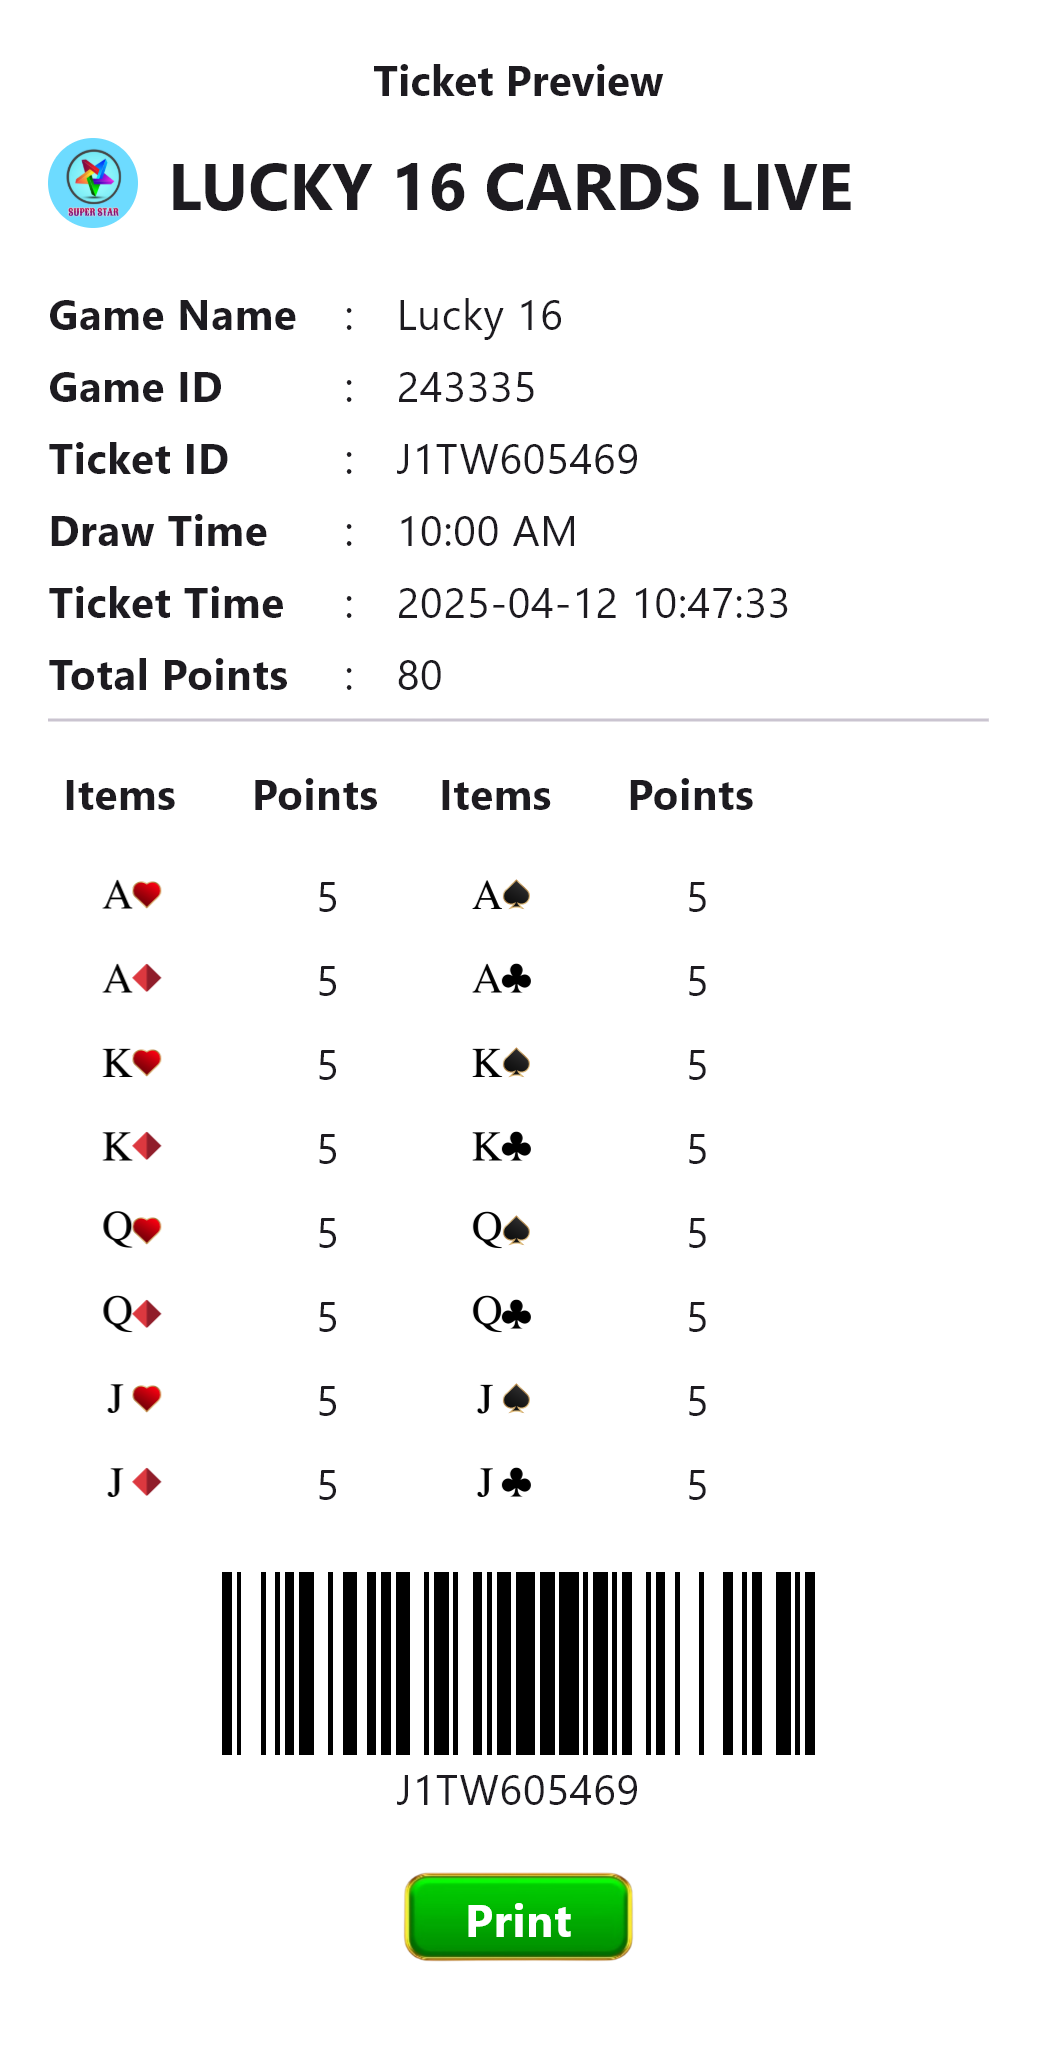 Ticket Preview
SUPER STAR
LUCKY 16 CARDS LIVE
Game Name : Lucky 16
Game ID : 243335
Ticket ID : J1TW605469
Draw Time : 10:00 AM
Ticket Time : 2025-04-12 10:47:33
Total Points : 80
Items Points Items Points
A♥ 5 A♠ 5
A♦ 5 A♣ 5
K♥ 5 K♠ 5
K♦ 5 K♣ 5
Q♥ 5 Q♠ 5
Q♦ 5 Q♣ 5
J♥ 5 J♠ 5
J♦ 5 J♣ 5
J1TW605469
Print